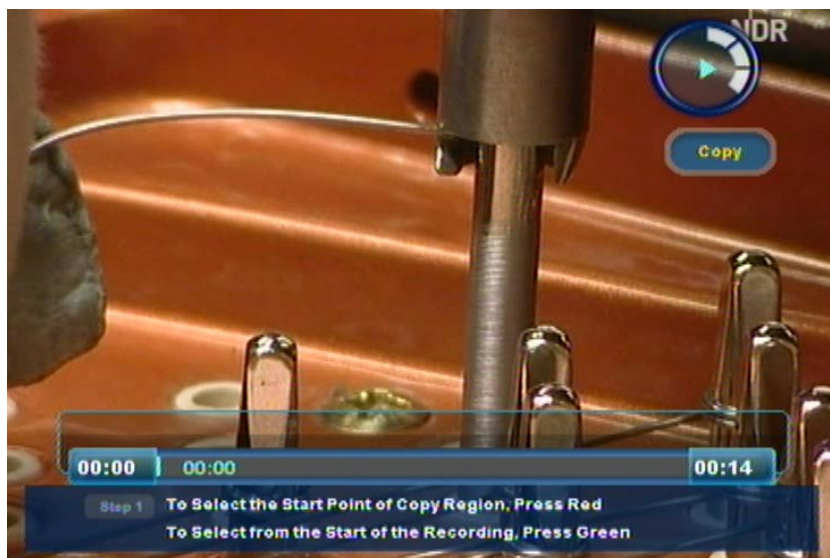 NDR
Copy
00:00 00:00 00:14
Step 1 To Select the Start Point of Copy Region, Press Red
To Select from the Start of the Recording, Press Green